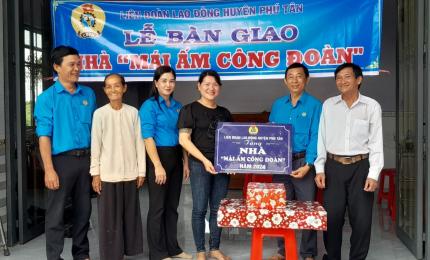 LIÊN ĐOÀN LAO ĐỘNG HUYỆN PHÚ TÂN
LỄ BÀN GIAO
NHÀ "MÁI ẤM CÔNG ĐOÀN"
LIÊN ĐOÀN LAO ĐỘNG HUYỆN PHÚ TÂN
Tặng
NHÀ
"MÁI ẤM CÔNG ĐOÀN"
NĂM 2024